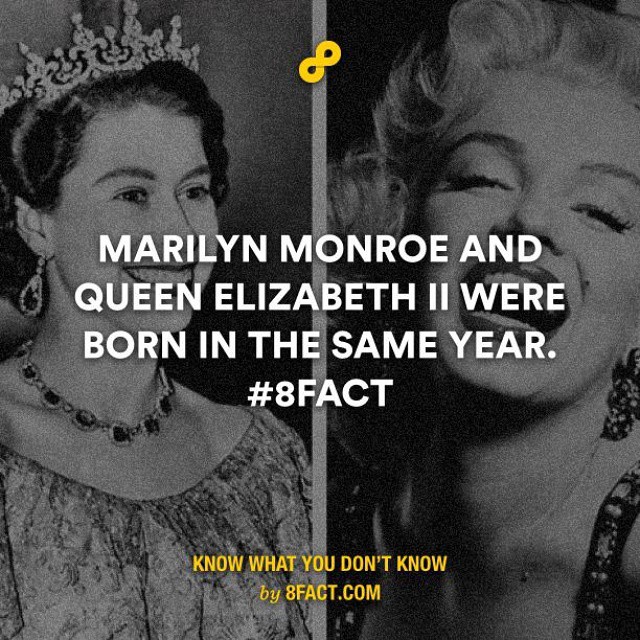 MARILYN MONROE AND
QUEEN ELIZABETH II WERE
BORN IN THE SAME YEAR.
#8FACT
KNOW WHAT YOU DON'T KNOW
by 8FACT.COM